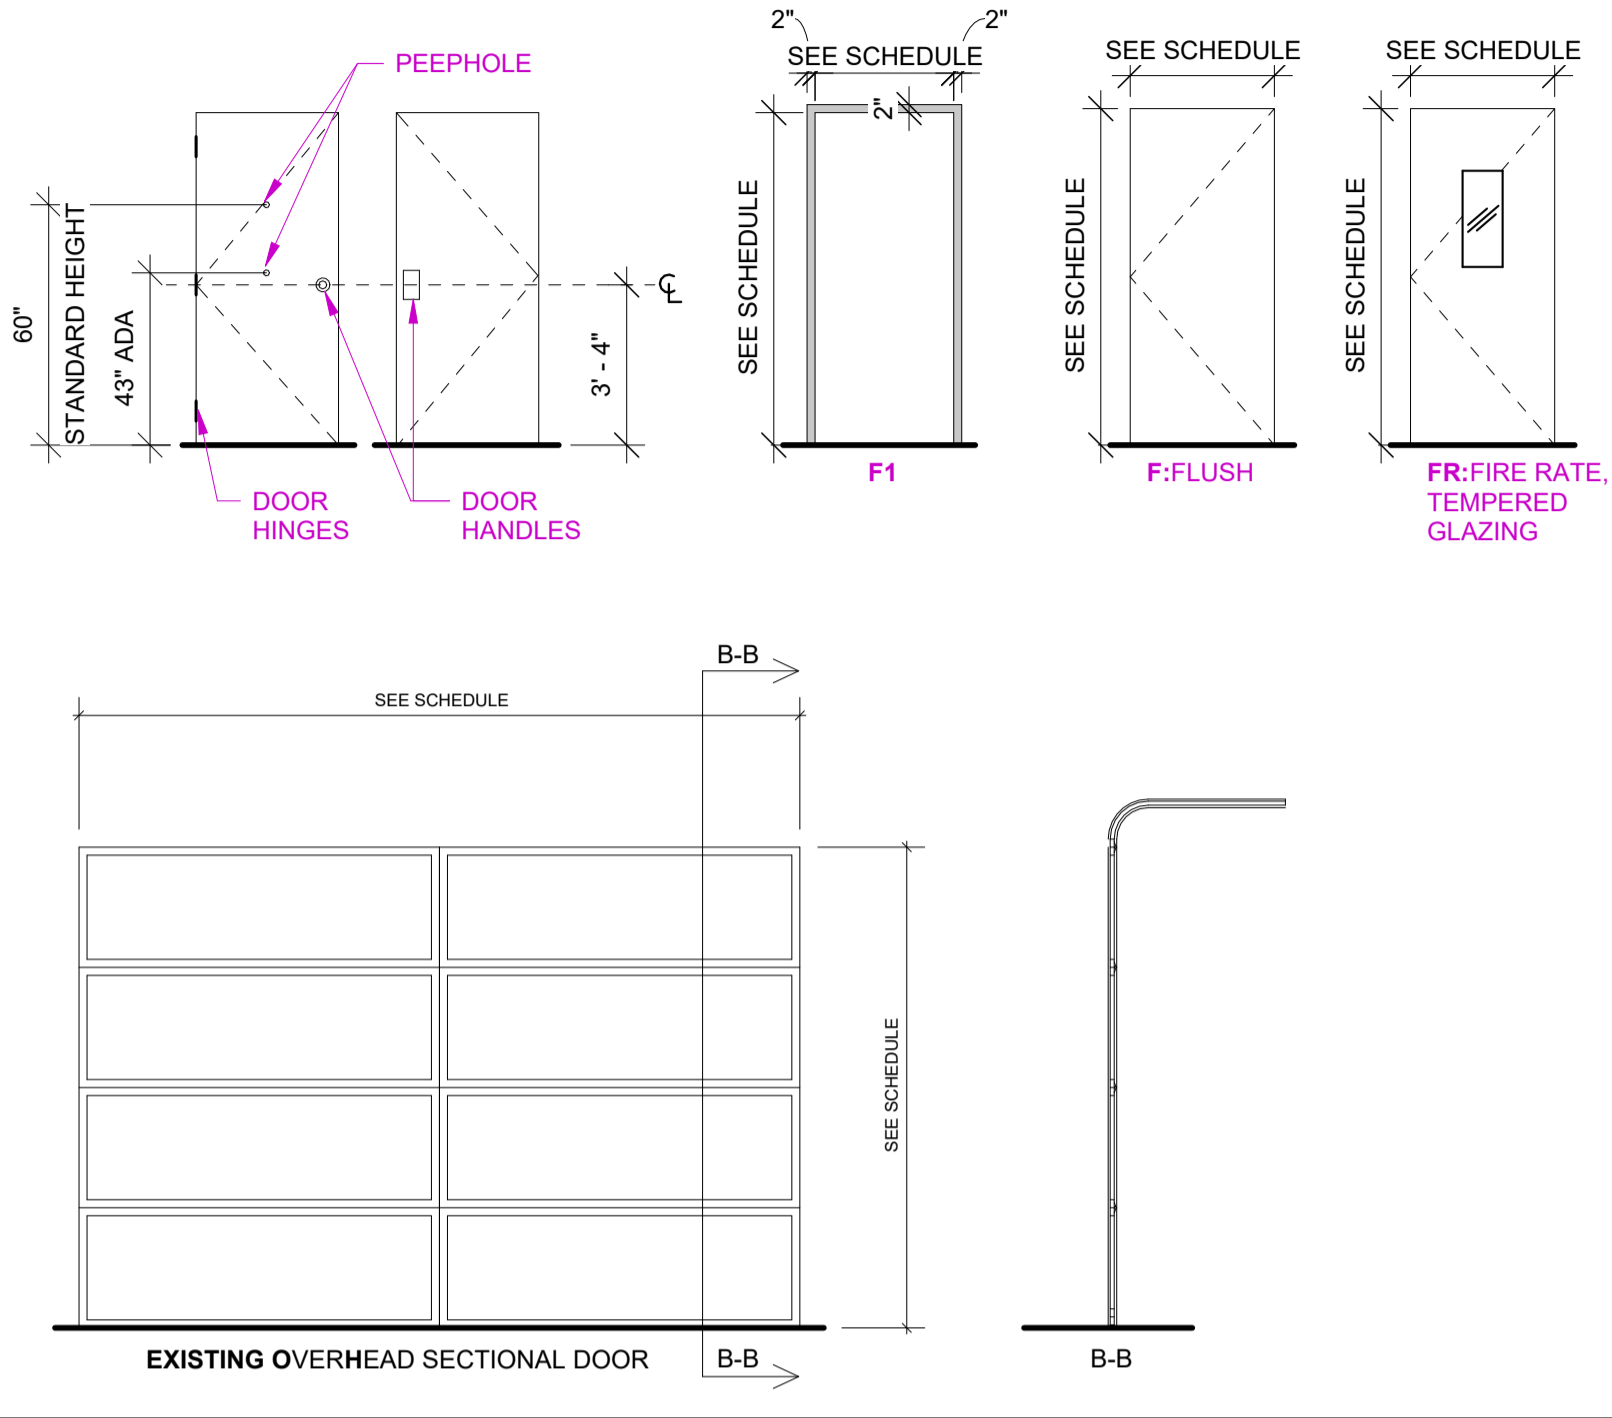 PEEPHOLE
60"
STANDARD HEIGHT
43" ADA
3' - 4"
CL
DOOR
HINGES
DOOR
HANDLES
2"
2"
SEE SCHEDULE
2"
SEE SCHEDULE
F1
SEE SCHEDULE
SEE SCHEDULE
F:FLUSH
SEE SCHEDULE
SEE SCHEDULE
FR:FIRE RATE,
TEMPERED
GLAZING
B-B
SEE SCHEDULE
SEE SCHEDULE
EXISTING OVERHEAD SECTIONAL DOOR
B-B
B-B